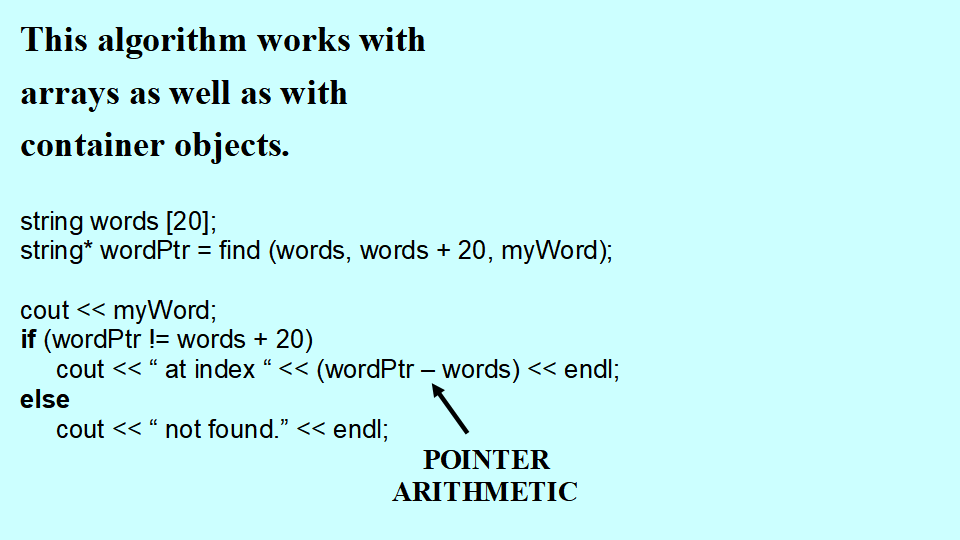 This algorithm works with
arrays as well as with
container objects.
string words [20];
string* wordPtr = find (words, words + 20, myWord);
cout << myWord;
if (wordPtr != words + 20)
cout << “ at index “ << (wordPtr – words) << endl;
else
cout << “ not found.” << endl;
POINTER
ARITHMETIC